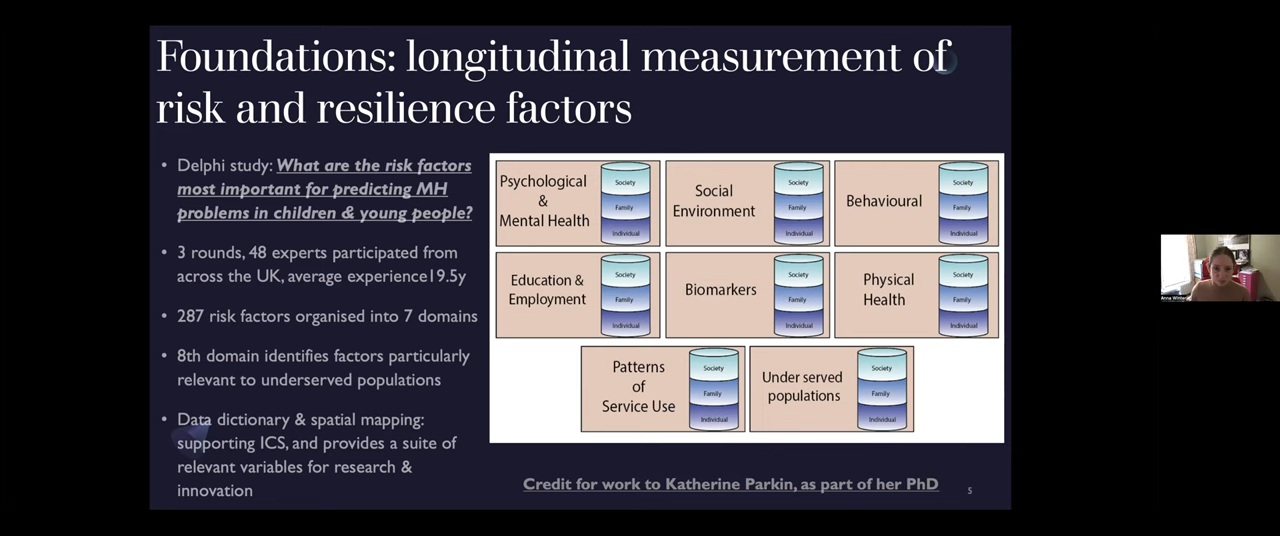 Foundations: longitudinal measurement of
risk and resilience factors
• Delphi study: What are the risk factors
most important for predicting MH
problems in children & young people?
• 3 rounds, 48 experts participated from
across the UK, average experience19.5y
• 287 risk factors organised into 7 domains
• 8th domain identifies factors particularly
relevant to underserved populations
• Data dictionary & spatial mapping:
supporting ICS, and provides a suite of
relevant variables for research &
innovation
Psychological
&
Mental Health
Society
Family
Individual
Social
Environment
Society
Family
Individual
Behavioural
Society
Family
Individual
Education &
Employment
Society
Family
Individual
Biomarkers
Society
Family
Individual
Physical
Health
Society
Family
Individual
Patterns
of
Service Use
Society
Family
Individual
Under served
populations
Society
Family
Individual
Credit for work to Katherine Parkin, as part of her PhD
5
Anna